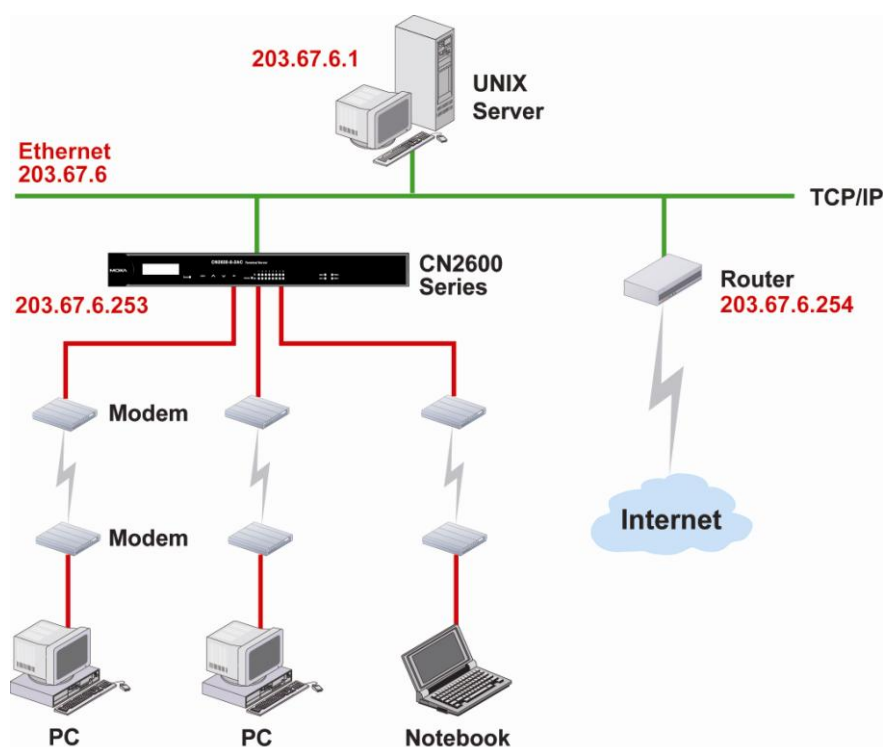 203.67.6.1
UNIX
Server
Ethernet
203.67.6
TCP/IP
MOXA
CN2600
Series
203.67.6.253
Router
203.67.6.254
Modem
Modem
Internet
PC
PC
Notebook